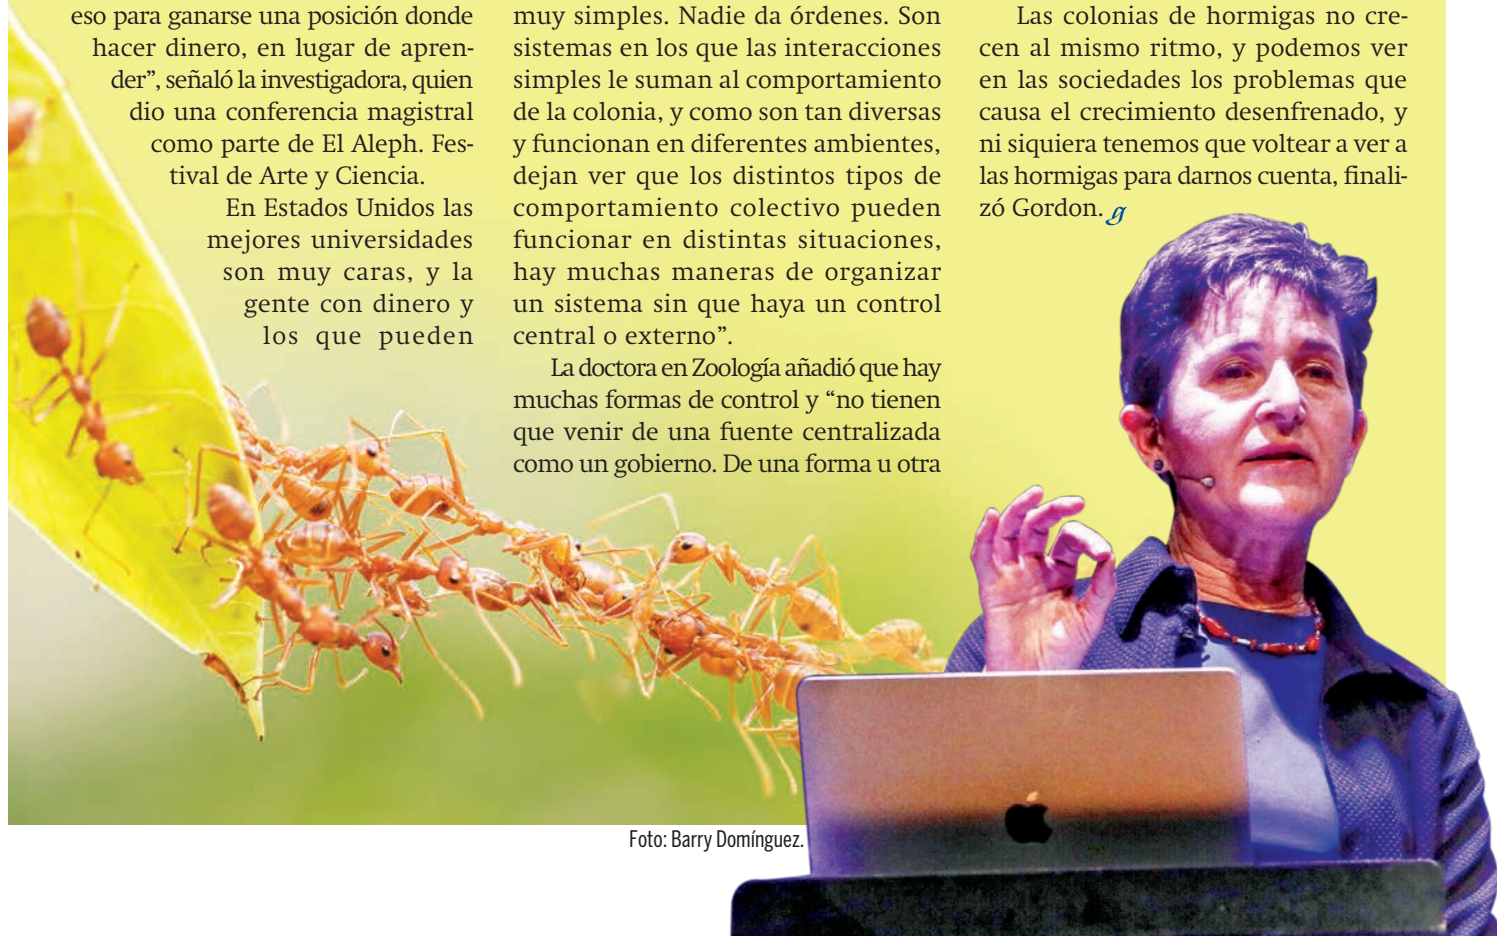 eso para ganarse una posición donde
hacer dinero, en lugar de apren-
der”, señaló la investigadora, quien
dio una conferencia magistral
como parte de El Aleph. Fes-
tival de Arte y Ciencia.
En Estados Unidos las
mejores universidades
son muy caras, y la
gente con dinero y
los que pueden
muy simples. Nadie da órdenes. Son
sistemas en los que las interacciones
simples le suman al comportamiento
de la colonia, y como son tan diversas
y funcionan en diferentes ambientes,
dejan ver que los distintos tipos de
comportamiento colectivo pueden
funcionar en distintas situaciones,
hay muchas maneras de organizar
un sistema sin que haya un control
central o externo”.
La doctora en Zoología añadió que hay
muchas formas de control y “no tienen
que venir de una fuente centralizada
como un gobierno. De una forma u otra
Las colonias de hormigas no cre-
cen al mismo ritmo, y podemos ver
en las sociedades los problemas que
causa el crecimiento desenfrenado, y
ni siquiera tenemos que voltear a ver a
las hormigas para darnos cuenta, finali-
zó Gordon. g
Foto: Barry Domínguez.